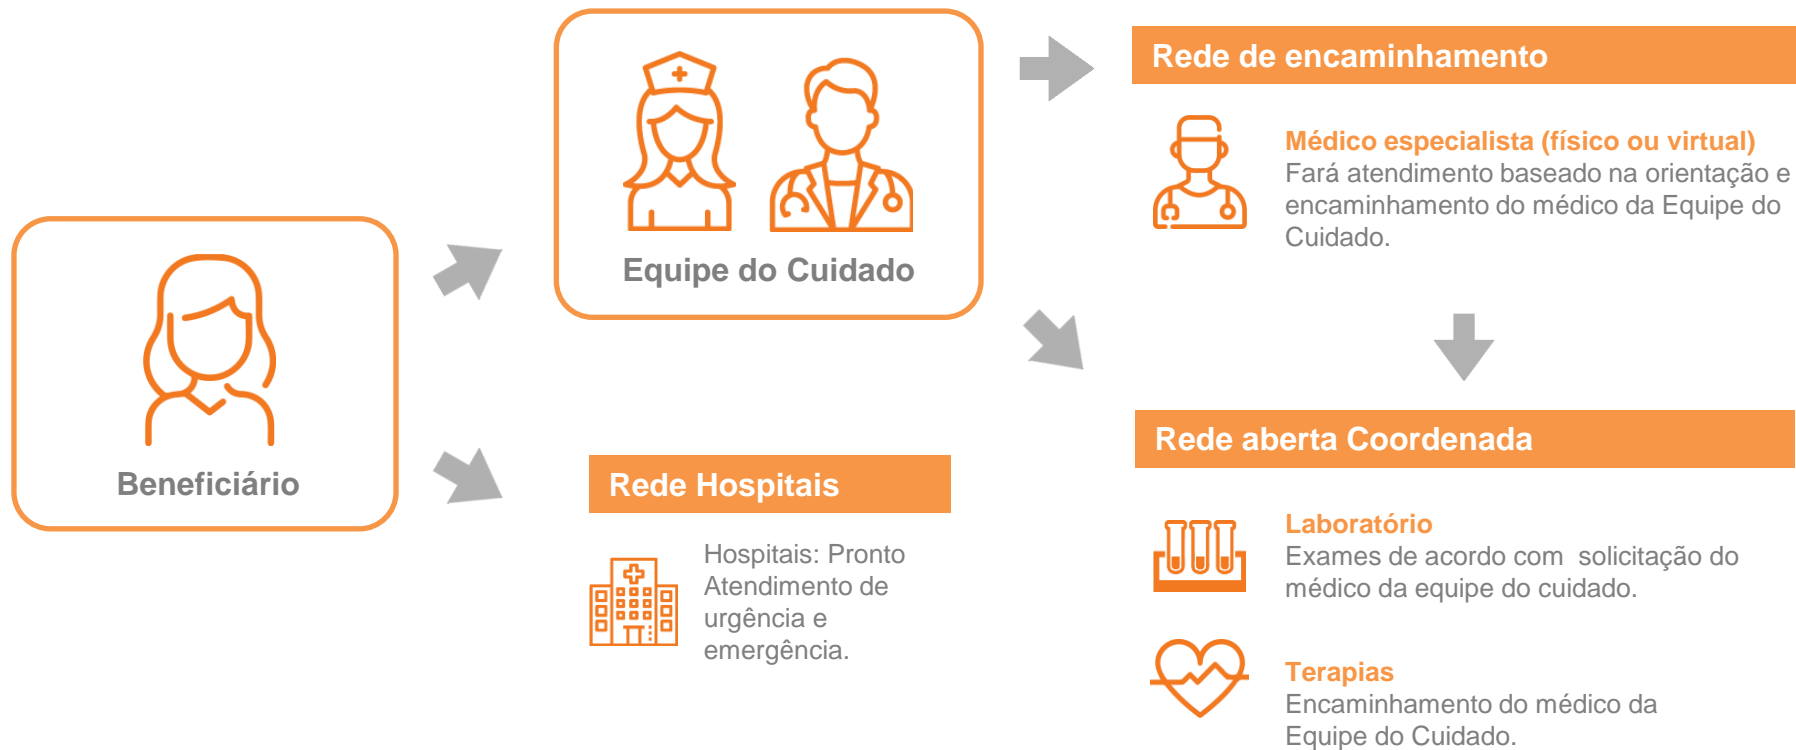 Beneficiário
Equipe do Cuidado
Rede Hospitais
Hospitais: Pronto
Atendimento de
urgência e
emergência.
Rede de encaminhamento
Médico especialista (físico ou virtual)
Fará atendimento baseado na orientação e
encaminhamento do médico da Equipe do
Cuidado.
Rede aberta Coordenada
Laboratório
Exames de acordo com  solicitação do
médico da equipe do cuidado.
Terapias
Encaminhamento do médico da
Equipe do Cuidado.